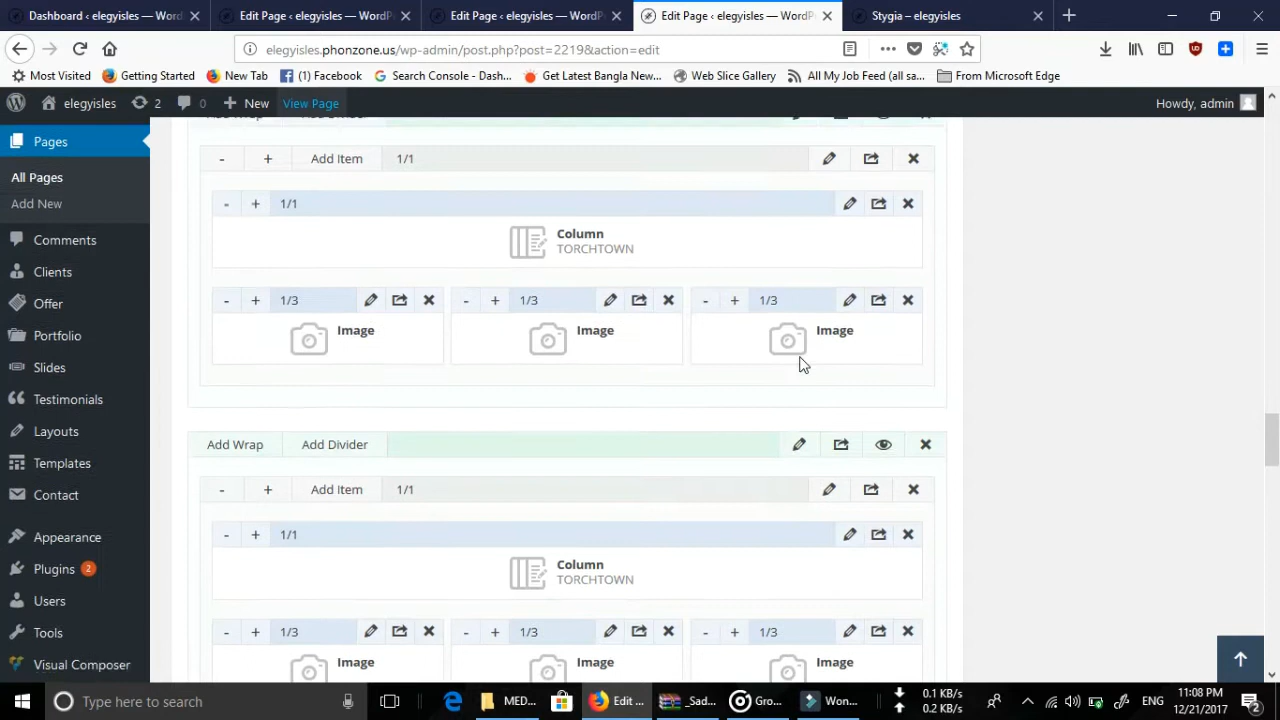 Dashboard ‹ elegyisles — WordP
Edit Page ‹ elegyisles — WordP
Edit Page ‹ elegyisles — WordP
Edit Page ‹ elegyisles — WordP
Stygia – elegyisles
elegyisles.phonzone.us/wp-admin/post.php?post=2219&action=edit
Most Visited
Getting Started
New Tab
(1) Facebook
Search Console - Dash...
Get Latest Bangla New...
Web Slice Gallery
All My Job Feed (all sa...
From Microsoft Edge
elegyisles
2
0
New
View Page
Howdy, admin
Pages
All Pages
Add New
Comments
Clients
Offer
Portfolio
Slides
Testimonials
Layouts
Templates
Contact
Appearance
Plugins 2
Users
Tools
Visual Composer
- + Add Item 1/1
- + 1/1
Column
TORCHTOWN
- + 1/3
- + 1/3
- + 1/3
Image
Image
Image
Add Wrap Add Divider
- + Add Item 1/1
- + 1/1
Column
TORCHTOWN
- + 1/3
- + 1/3
- + 1/3
Image
Image
Image
Type here to search
MED...
Edit ...
_Sad...
Gro...
Won...
0.1 KB/s
0.2 KB/s
ENG
11:08 PM
12/21/2017
2